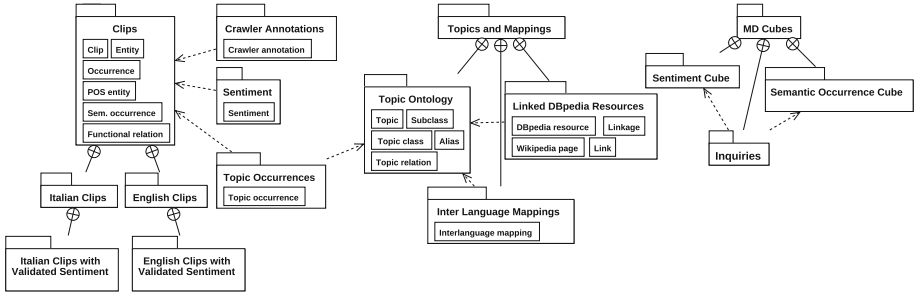 Clips
Clip Entity
Occurrence
POS entity
Sem. occurrence
Functional relation
Italian Clips
English Clips
Italian Clips with
Validated Sentiment
English Clips with
Validated Sentiment
Crawler Annotations
Crawler annotation
Sentiment
Sentiment
Topic Occurrences
Topic occurrence
Topics and Mappings
Topic Ontology
Topic Subclass
Topic class Alias
Topic relation
Linked DBpedia Resources
DBpedia resource Linkage
Wikipedia page Link
Inter Language Mappings
Interlanguage mapping
MD Cubes
Sentiment Cube
Semantic Occurrence Cube
Inquiries